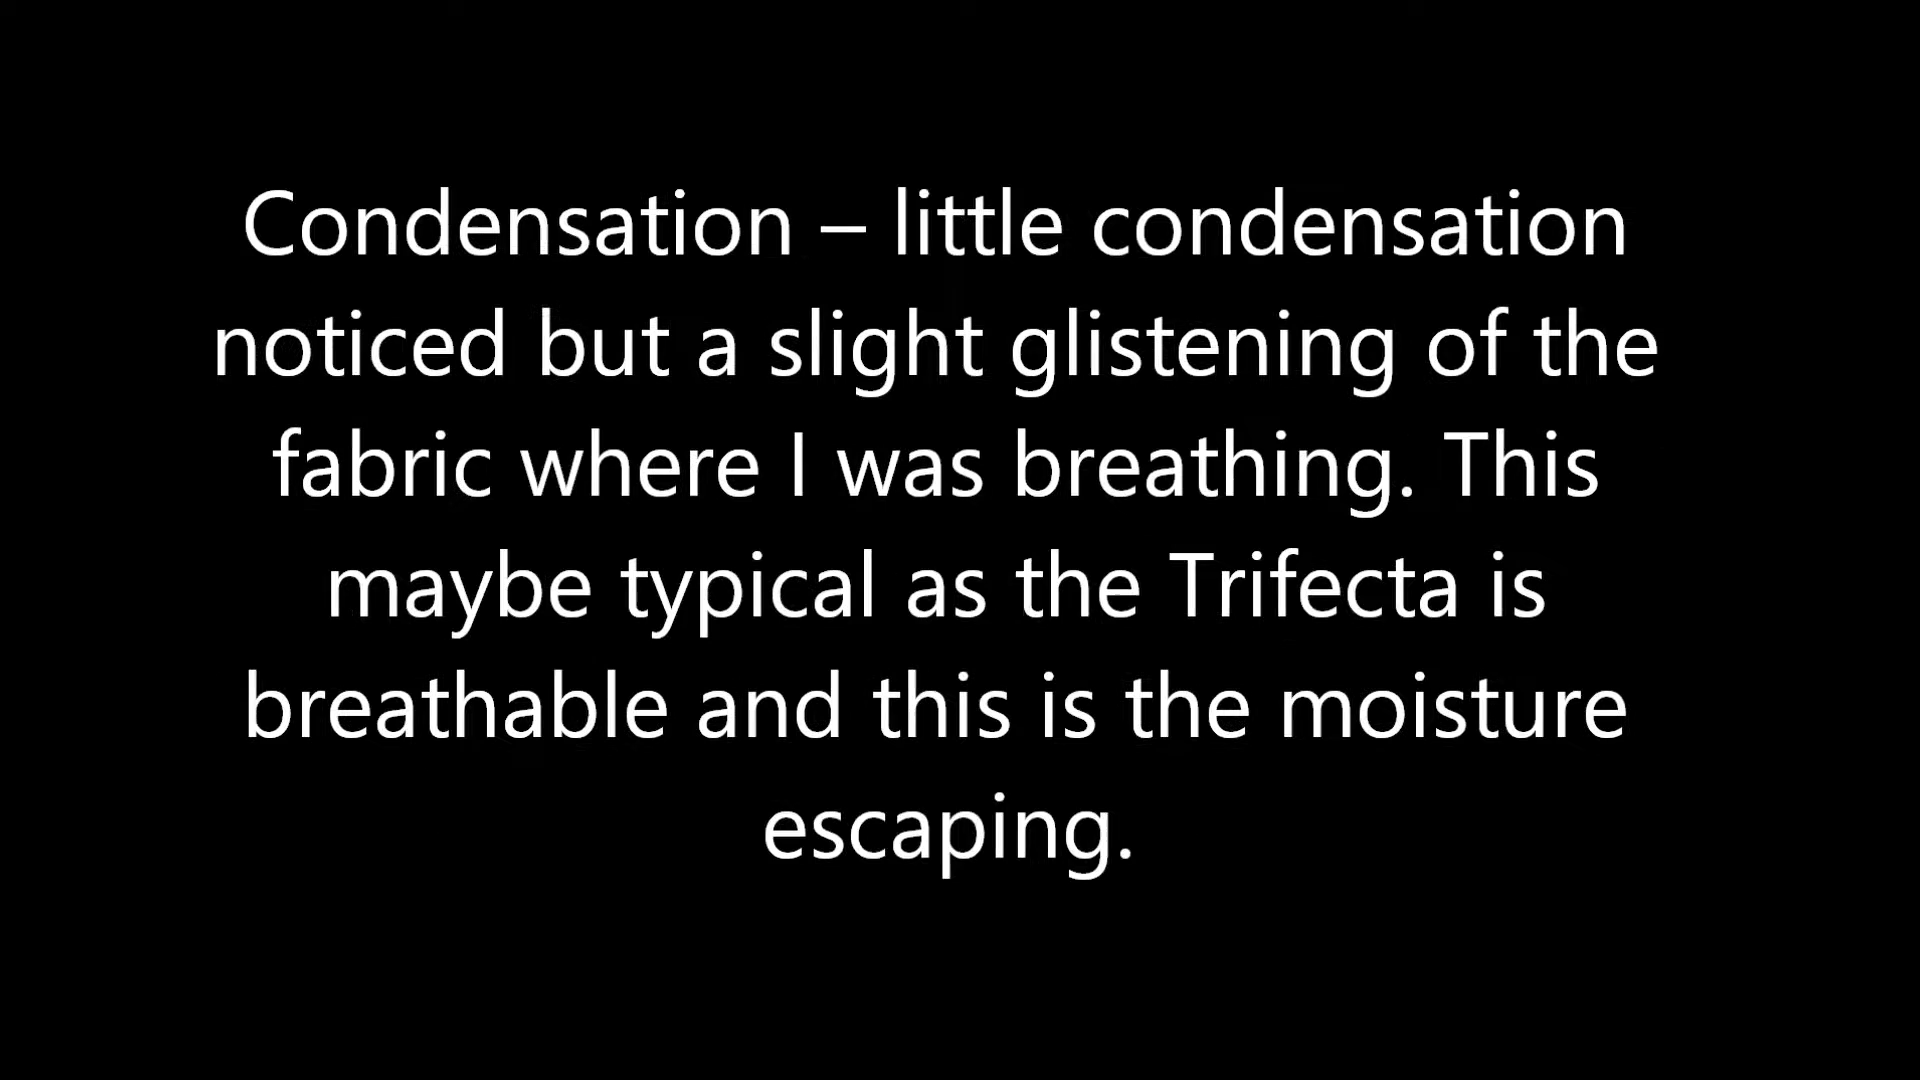 Condensation – little condensation
noticed but a slight glistening of the
fabric where I was breathing. This
maybe typical as the Trifecta is
breathable and this is the moisture
escaping.